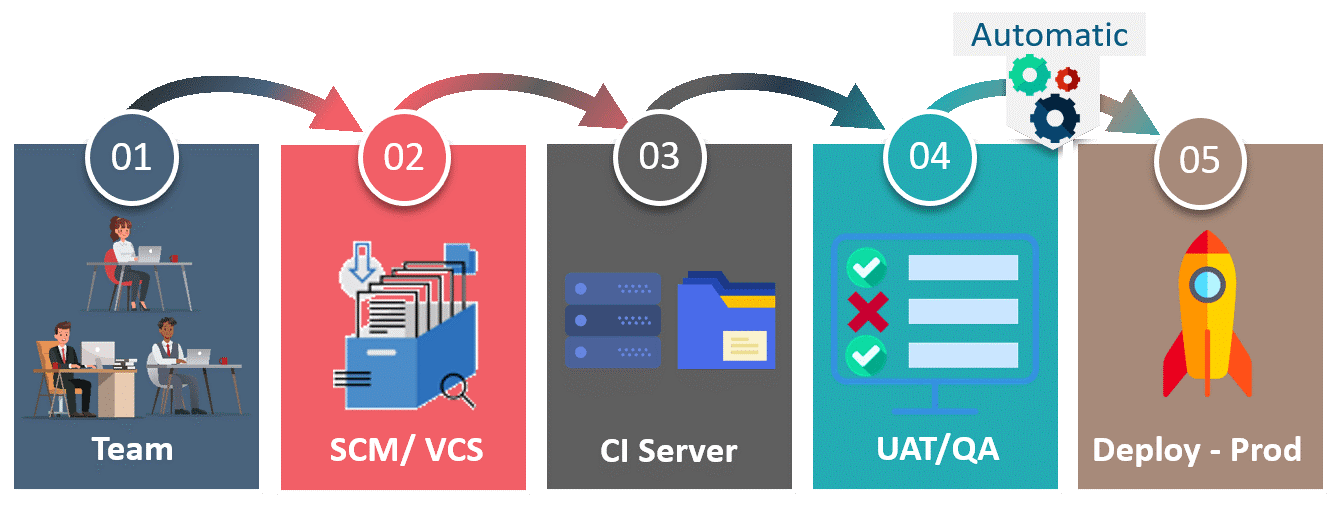 Automatic
01
02
03
04
05
Team
SCM/ VCS
CI Server
UAT/QA
Deploy - Prod